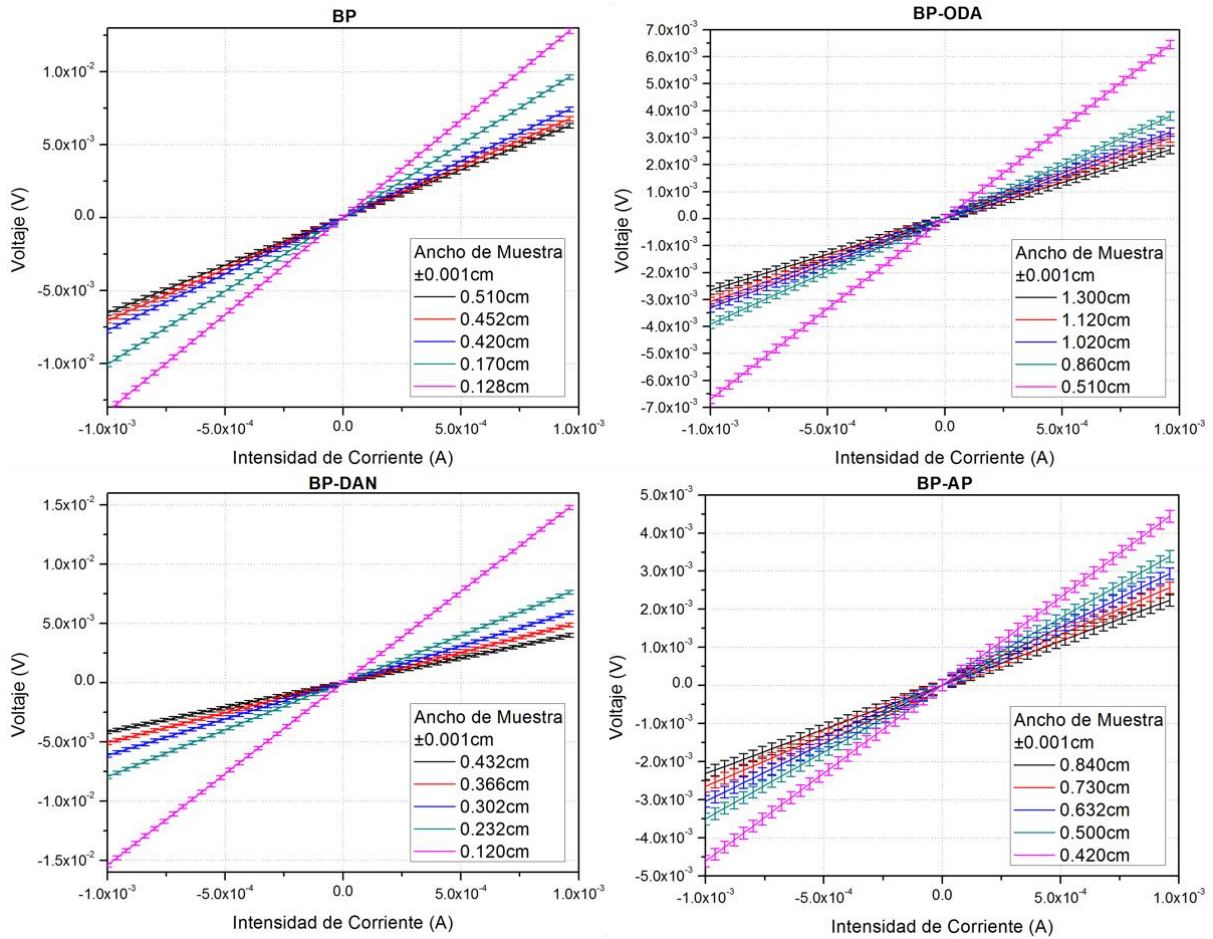 BP
1.0x10⁻²
5.0x10⁻³
0.0
-5.0x10⁻³
-1.0x10⁻²
Voltaje (V)
Ancho de Muestra
±0.001cm
0.510cm
0.452cm
0.420cm
0.170cm
0.128cm
-1.0x10⁻³
-5.0x10⁻⁴
0.0
5.0x10⁻⁴
1.0x10⁻³
Intensidad de Corriente (A)
BP-ODA
7.0x10⁻³
6.0x10⁻³
5.0x10⁻³
4.0x10⁻³
3.0x10⁻³
2.0x10⁻³
1.0x10⁻³
0.0
-1.0x10⁻³
-2.0x10⁻³
-3.0x10⁻³
-4.0x10⁻³
-5.0x10⁻³
-6.0x10⁻³
-7.0x10⁻³
Voltaje (V)
Ancho de Muestra
±0.001cm
1.300cm
1.120cm
1.020cm
0.860cm
0.510cm
-1.0x10⁻³
-5.0x10⁻⁴
0.0
5.0x10⁻⁴
1.0x10⁻³
Intensidad de Corriente (A)
BP-DAN
1.5x10⁻²
1.0x10⁻²
5.0x10⁻³
0.0
-5.0x10⁻³
-1.0x10⁻²
-1.5x10⁻²
Voltaje (V)
Ancho de Muestra
±0.001cm
0.432cm
0.366cm
0.302cm
0.232cm
0.120cm
-1.0x10⁻³
-5.0x10⁻⁴
0.0
5.0x10⁻⁴
1.0x10⁻³
Intensidad de Corriente (A)
BP-AP
5.0x10⁻³
4.0x10⁻³
3.0x10⁻³
2.0x10⁻³
1.0x10⁻³
0.0
-1.0x10⁻³
-2.0x10⁻³
-3.0x10⁻³
-4.0x10⁻³
-5.0x10⁻³
Voltaje (V)
Ancho de Muestra
±0.001cm
0.840cm
0.730cm
0.632cm
0.500cm
0.420cm
-1.0x10⁻³
-5.0x10⁻⁴
0.0
5.0x10⁻⁴
1.0x10⁻³
Intensidad de Corriente (A)